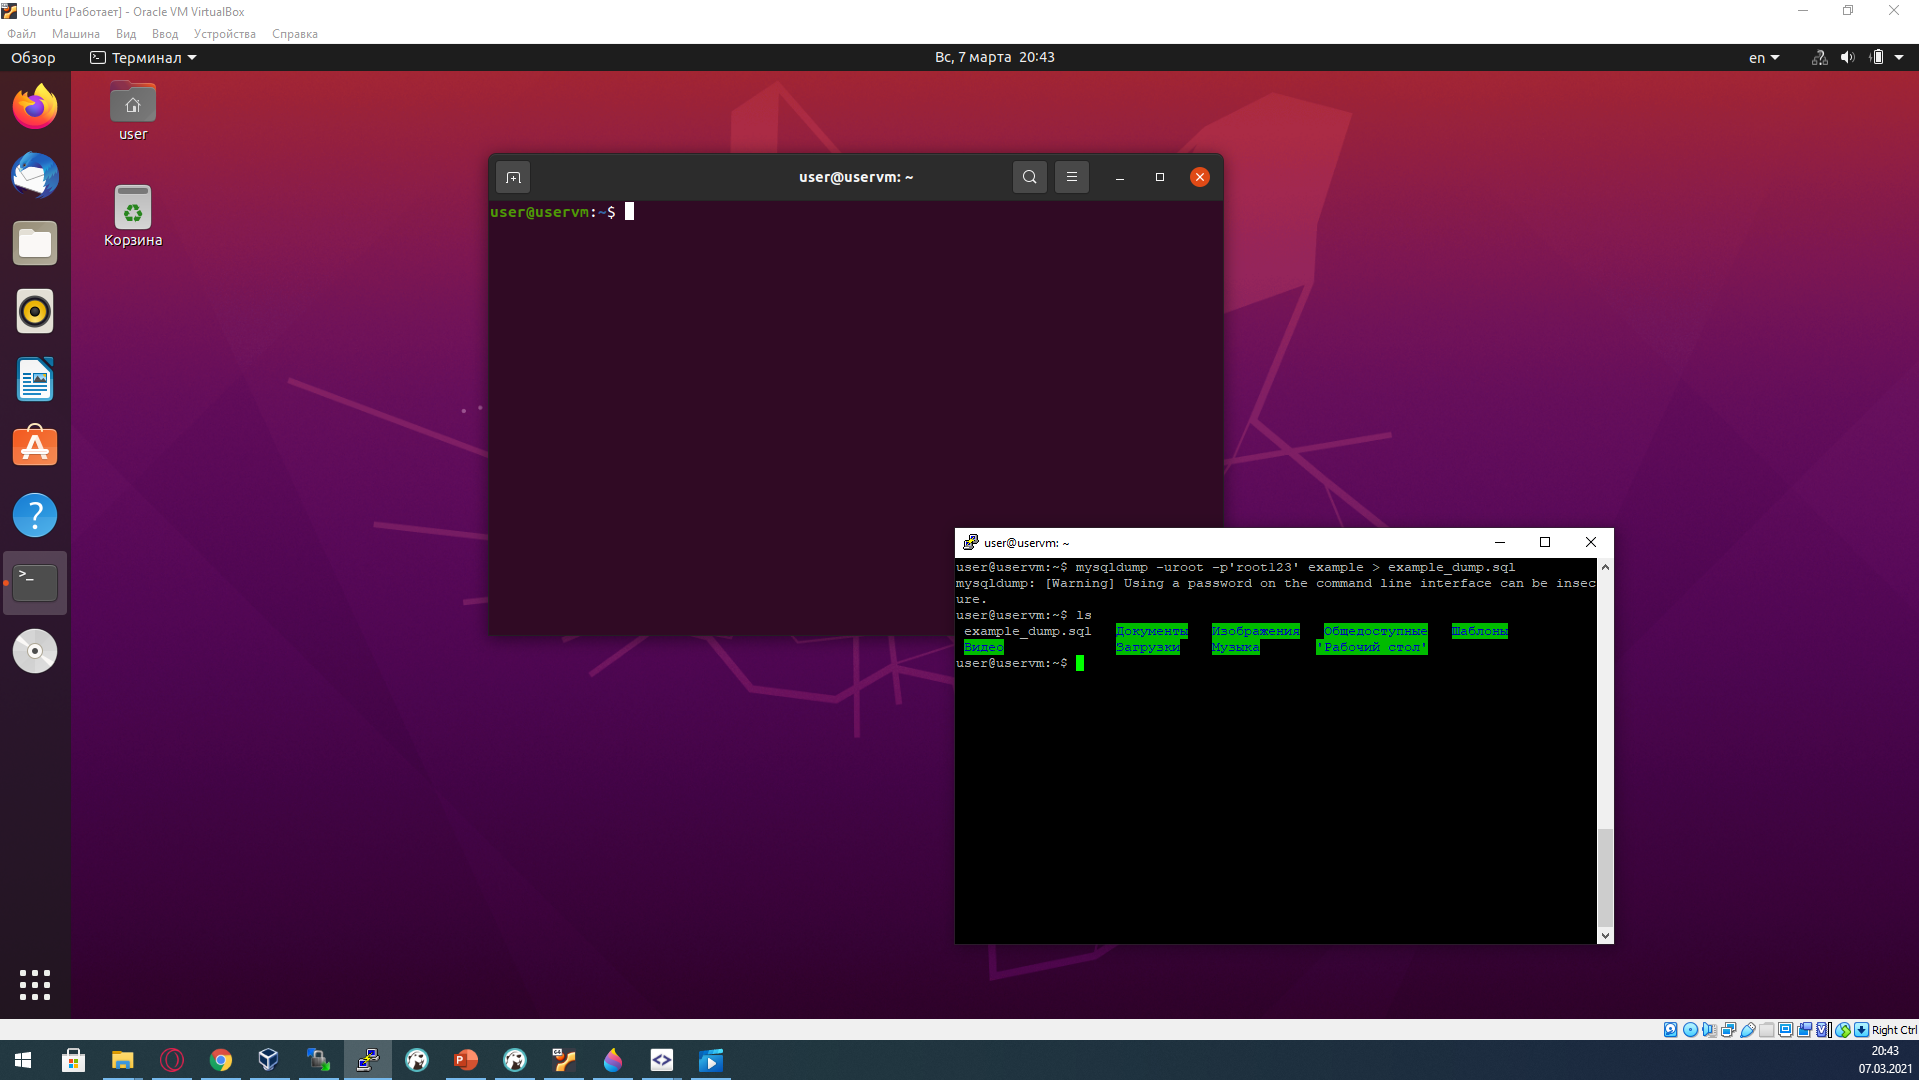 Ubuntu [Работает] - Oracle VM VirtualBox
Файл Машина Вид Ввод Устройства Справка
Обзор Терминал Вс, 7 марта 20:43 en
user
Корзина
user@uservm: ~
user@uservm:~$
user@uservm: ~
user@uservm:~$ mysqldump -uroot -p'root123' example > example_dump.sql
mysqldump: [Warning] Using a password on the command line interface can be insec
ure.
user@uservm:~$ ls
example_dump.sql Документы Изображения Общедоступные Шаблоны
Видео Загрузки Музыка 'Рабочий стол'
user@uservm:~$
Right Ctrl
20:43
07.03.2021